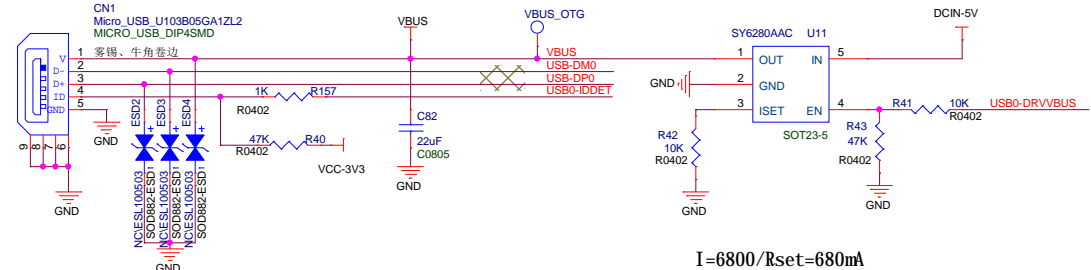 CN1
Micro_USB_U103B05GA1ZL2
MICRO_USB_DIP4SMD
雾锡、牛角卷边
V 1
D- 2
D+ 3
ID 4
GND 5
9 8 7 6
GND
GND
ESD2
ESD3
ESD4
NC\ESL100503
SOD882-ESD1
NC\ESL100503
SOD882-ESD1
NC\ESL100503
SOD882-ESD1
GND
1K R157
R0402
47K R40
R0402
VCC-3V3
VBUS
C82
22uF
C0805
GND
VBUS_OTG
VBUS
USB-DM0
USB-DP0
USB0-IDDET
SY6280AAC U11
1 OUT IN 5
2 GND
3 ISET EN 4
SOT23-5
GND
DCIN-5V
R42
10K
R0402
GND
R41 10K
R0402
USB0-DRVVBUS
R43
47K
R0402
GND
I=6800/Rset=680mA